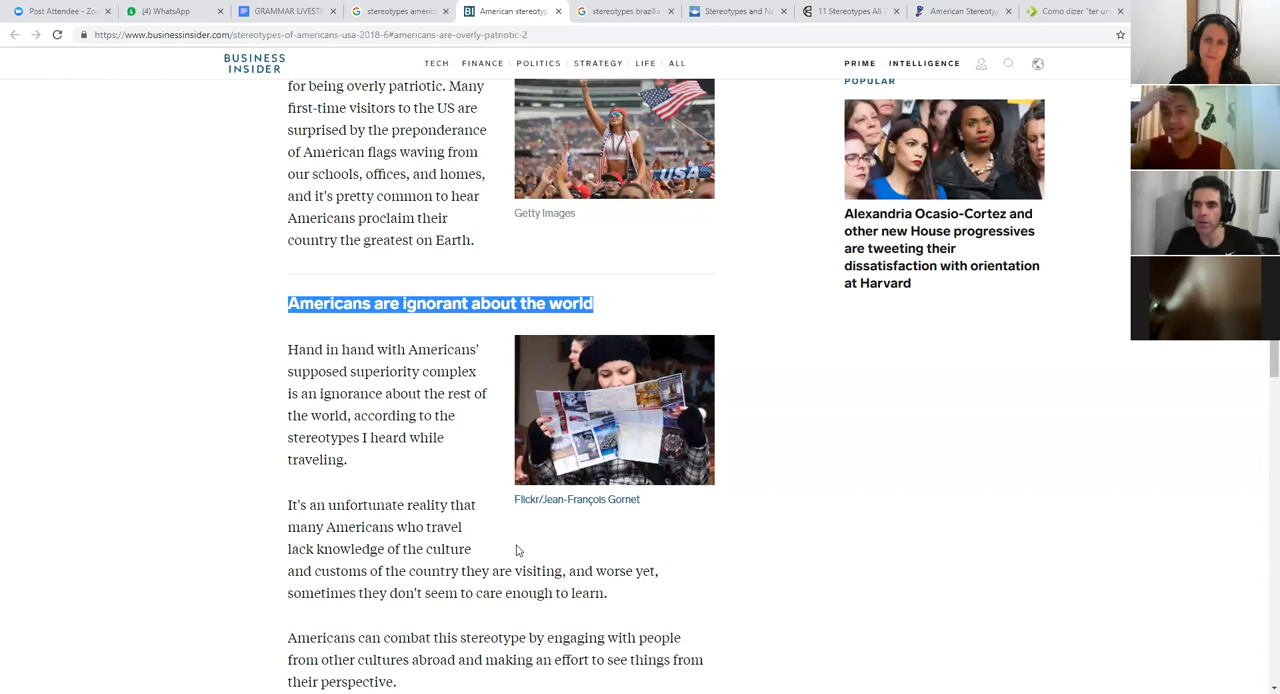 Post Attendee - Zo
(4) WhatsApp
GRAMMAR LiVEST
stereotypes americ
American stereotyp
stereotypes brazilia
Stereotypes and Na
11 Stereotypes All
American Stereoty
Como dizer "ter um
https://www.businessinsider.com/stereotypes-of-americans-usa-2018-6#americans-are-overly-patriotic-2
BUSINESS
INSIDER
TECH
FINANCE
POLITICS
STRATEGY
LIFE
ALL
PRIME
INTELLIGENCE
for being overly patriotic. Many
first-time visitors to the US are
surprised by the preponderance
of American flags waving from
our schools, offices, and homes,
and it's pretty common to hear
Americans proclaim their
country the greatest on Earth.
USA
Getty Images
Americans are ignorant about the world
Hand in hand with Americans'
supposed superiority complex
is an ignorance about the rest of
the world, according to the
stereotypes I heard while
traveling.
Flickr/Jean-François Gornet
It's an unfortunate reality that
many Americans who travel
lack knowledge of the culture
and customs of the country they are visiting, and worse yet,
sometimes they don't seem to care enough to learn.
Americans can combat this stereotype by engaging with people
from other cultures abroad and making an effort to see things from
their perspective.
POPULAR
Alexandria Ocasio-Cortez and
other new House progressives
are tweeting their
dissatisfaction with orientation
at Harvard